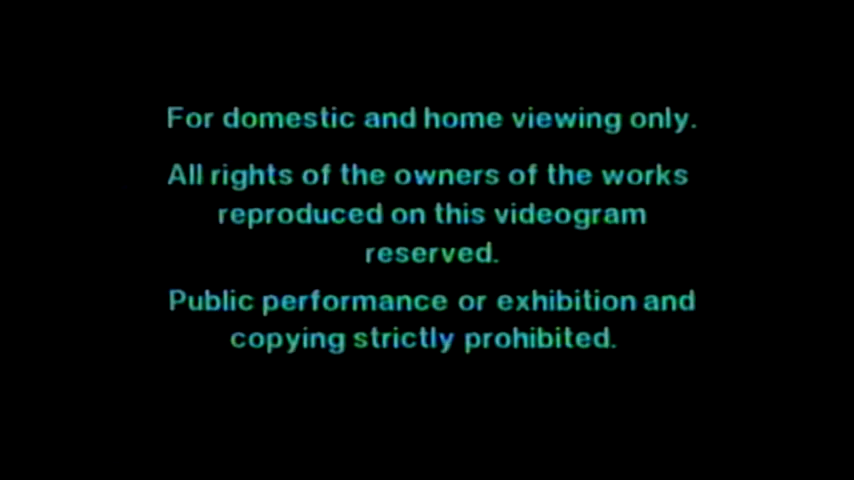 For domestic and home viewing only.
All rights of the owners of the works
reproduced on this videogram
reserved.
Public performance or exhibition and
copying strictly prohibited.